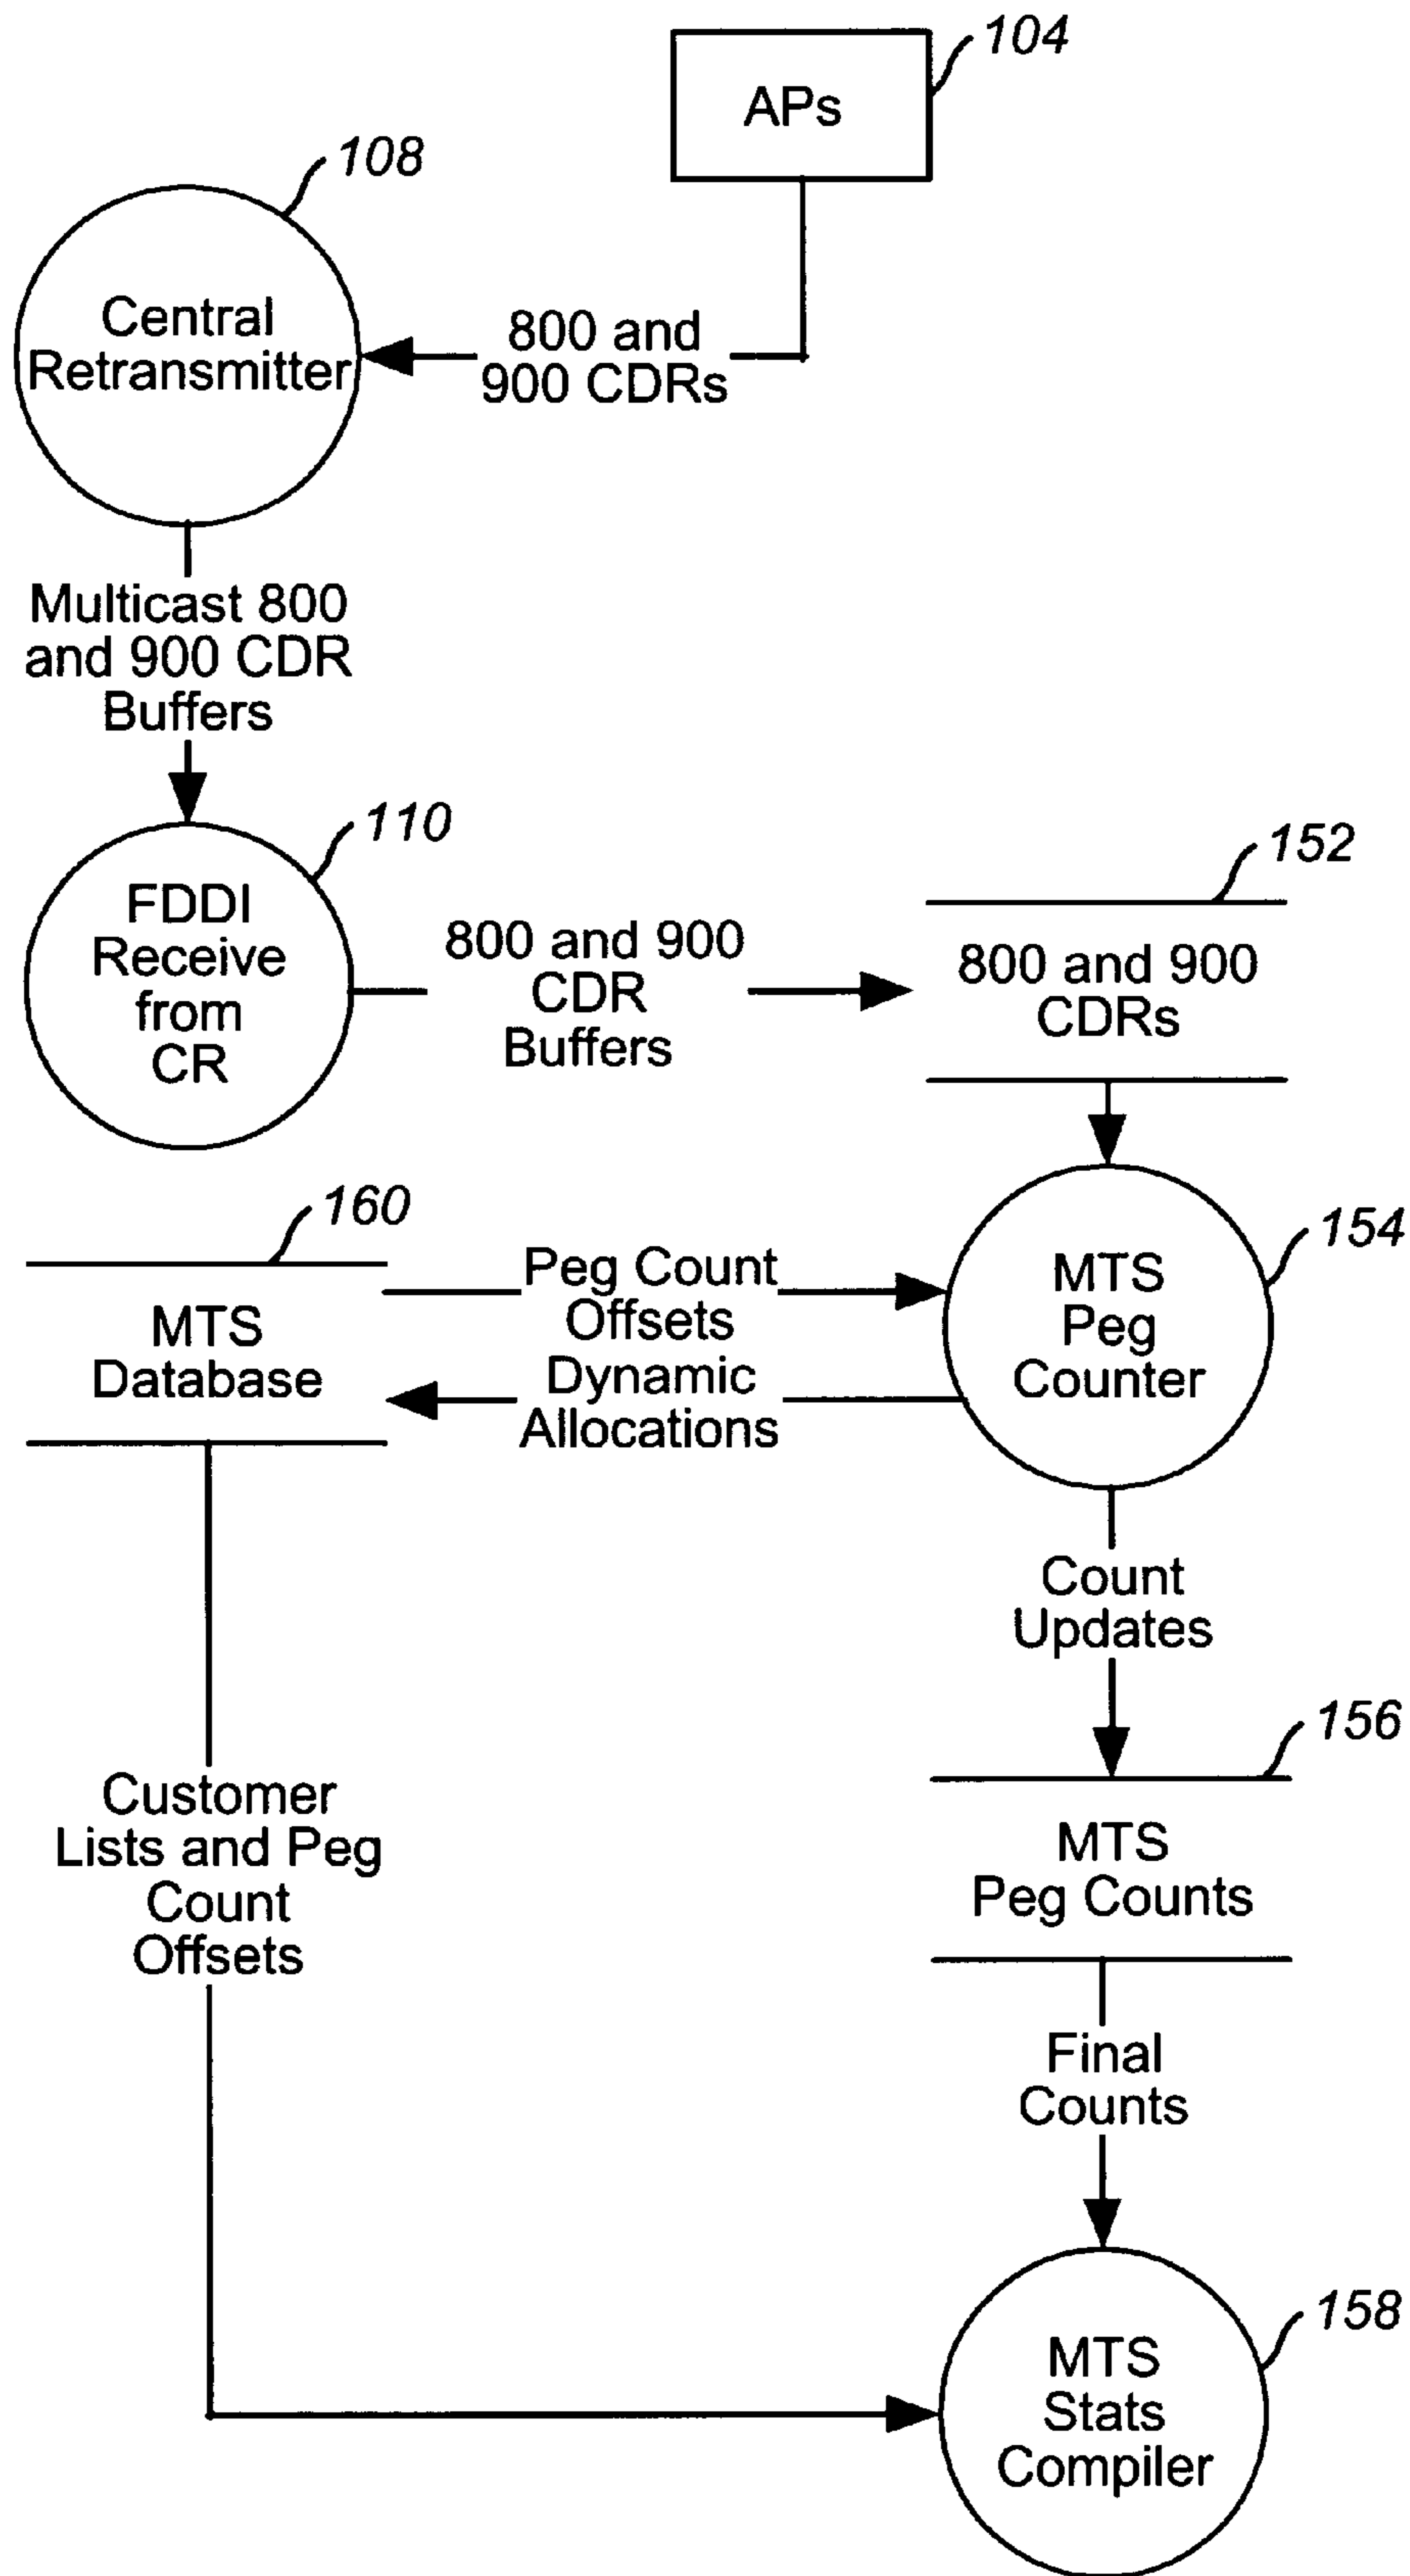 104
APs
108
Central
Retransmitter
800 and
900 CDRs
Multicast 800
and 900 CDR
Buffers
110
FDDI
Receive
from
CR
800 and 900
CDR
Buffers
152
800 and 900
CDRs
160
MTS
Database
Peg Count
Offsets
Dynamic
Allocations
154
MTS
Peg
Counter
Count
Updates
156
MTS
Peg Counts
Customer
Lists and Peg
Count
Offsets
Final
Counts
158
MTS
Stats
Compiler